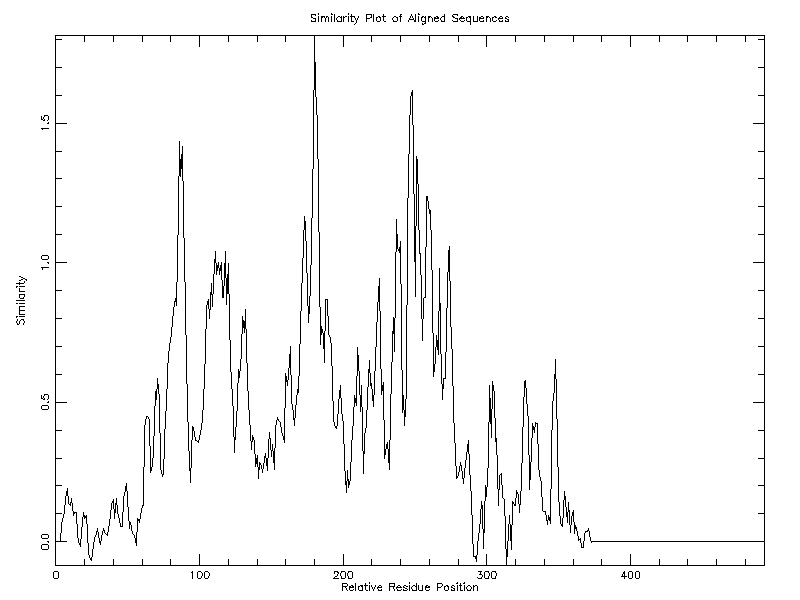 Similarity Plot of Aligned Sequences
1.5
1.0
0.5
0.0
Similarity
0 100 200 300 400
Relative Residue Position